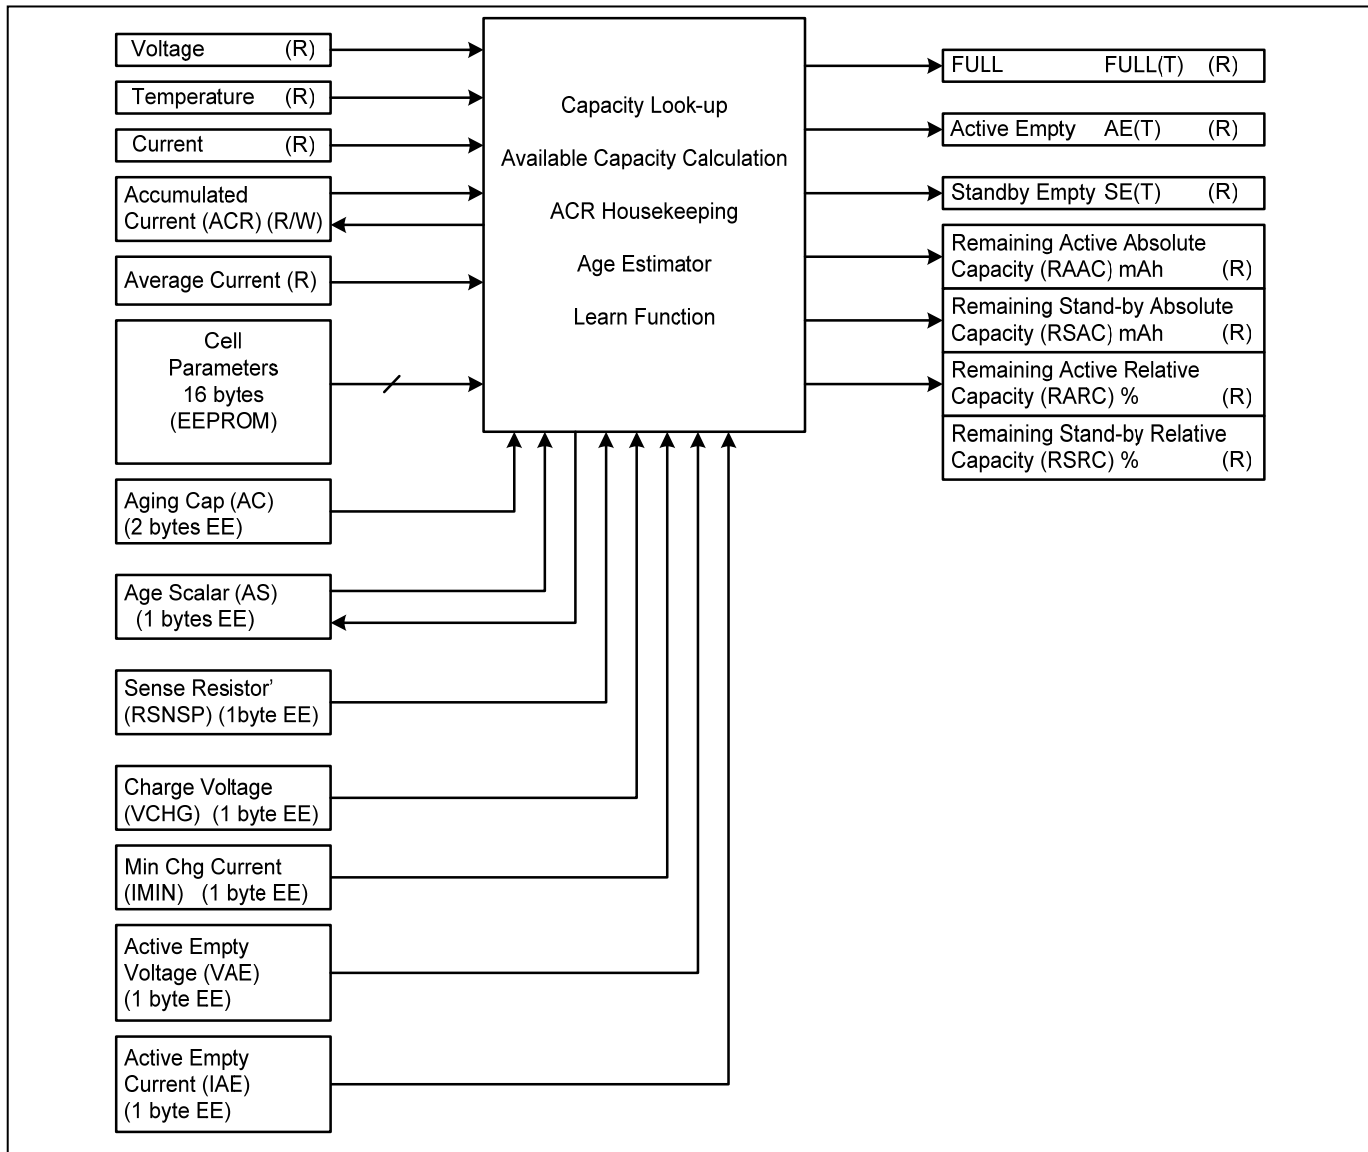 Voltage (R)
Temperature (R)
Current (R)
Accumulated
Current (ACR) (R/W)
Average Current (R)
Cell
Parameters
16 bytes
(EEPROM)
Aging Cap (AC)
(2 bytes EE)
Age Scalar (AS)
(1 bytes EE)
Sense Resistor’
(RSNSP) (1byte EE)
Charge Voltage
(VCHG) (1 byte EE)
Min Chg Current
(IMIN) (1 byte EE)
Active Empty
Voltage (VAE)
(1 byte EE)
Active Empty
Current (IAE)
(1 byte EE)
Capacity Look-up
Available Capacity Calculation
ACR Housekeeping
Age Estimator
Learn Function
FULL FULL(T) (R)
Active Empty AE(T) (R)
Standby Empty SE(T) (R)
Remaining Active Absolute
Capacity (RAAC) mAh (R)
Remaining Stand-by Absolute
Capacity (RSAC) mAh (R)
Remaining Active Relative
Capacity (RARC) % (R)
Remaining Stand-by Relative
Capacity (RSRC) % (R)